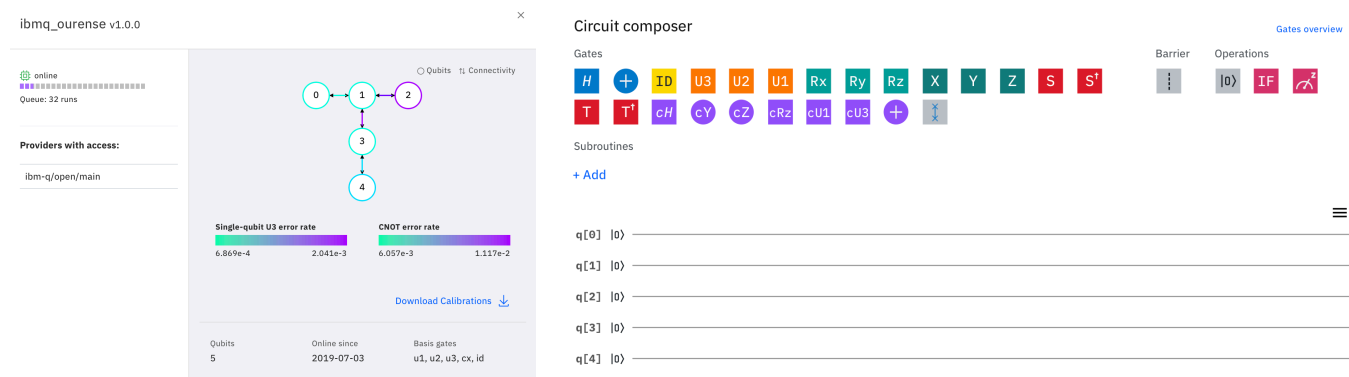 ibmq_ourense v1.0.0
×
online
Queue: 32 runs
Providers with access:
ibm-q/open/main
Qubits Connectivity
0 1 2
3
4
Single-qubit U3 error rate CNOT error rate
6.869e-4 2.041e-3 6.057e-3 1.117e-2
Download Calibrations
Qubits Online since Basis gates
5 2019-07-03 u1, u2, u3, cx, id
Circuit composer
Gates overview
Gates Barrier Operations
H + ID U3 U2 U1 Rx Ry Rz X Y Z S S† |0⟩ IF z
T T† cH cY cZ cRz cU1 cU3 +
Subroutines
+ Add
q[0] |0⟩
q[1] |0⟩
q[2] |0⟩
q[3] |0⟩
q[4] |0⟩